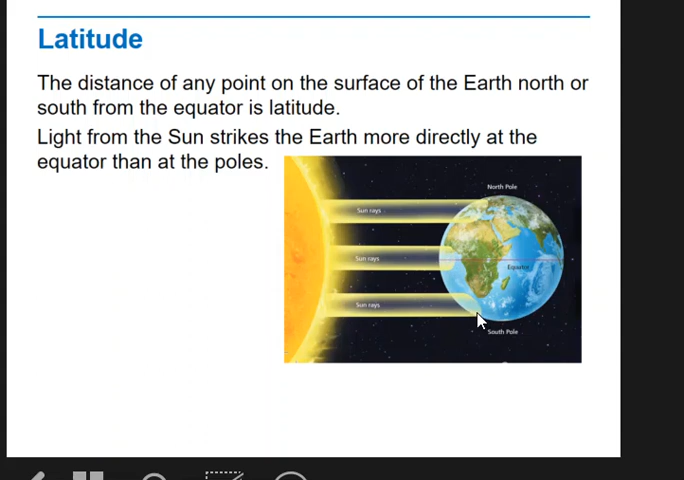 Latitude
The distance of any point on the surface of the Earth north or
south from the equator is latitude.
Light from the Sun strikes the Earth more directly at the
equator than at the poles.
North Pole
Sun rays
Sun rays
Equator
Sun rays
South Pole